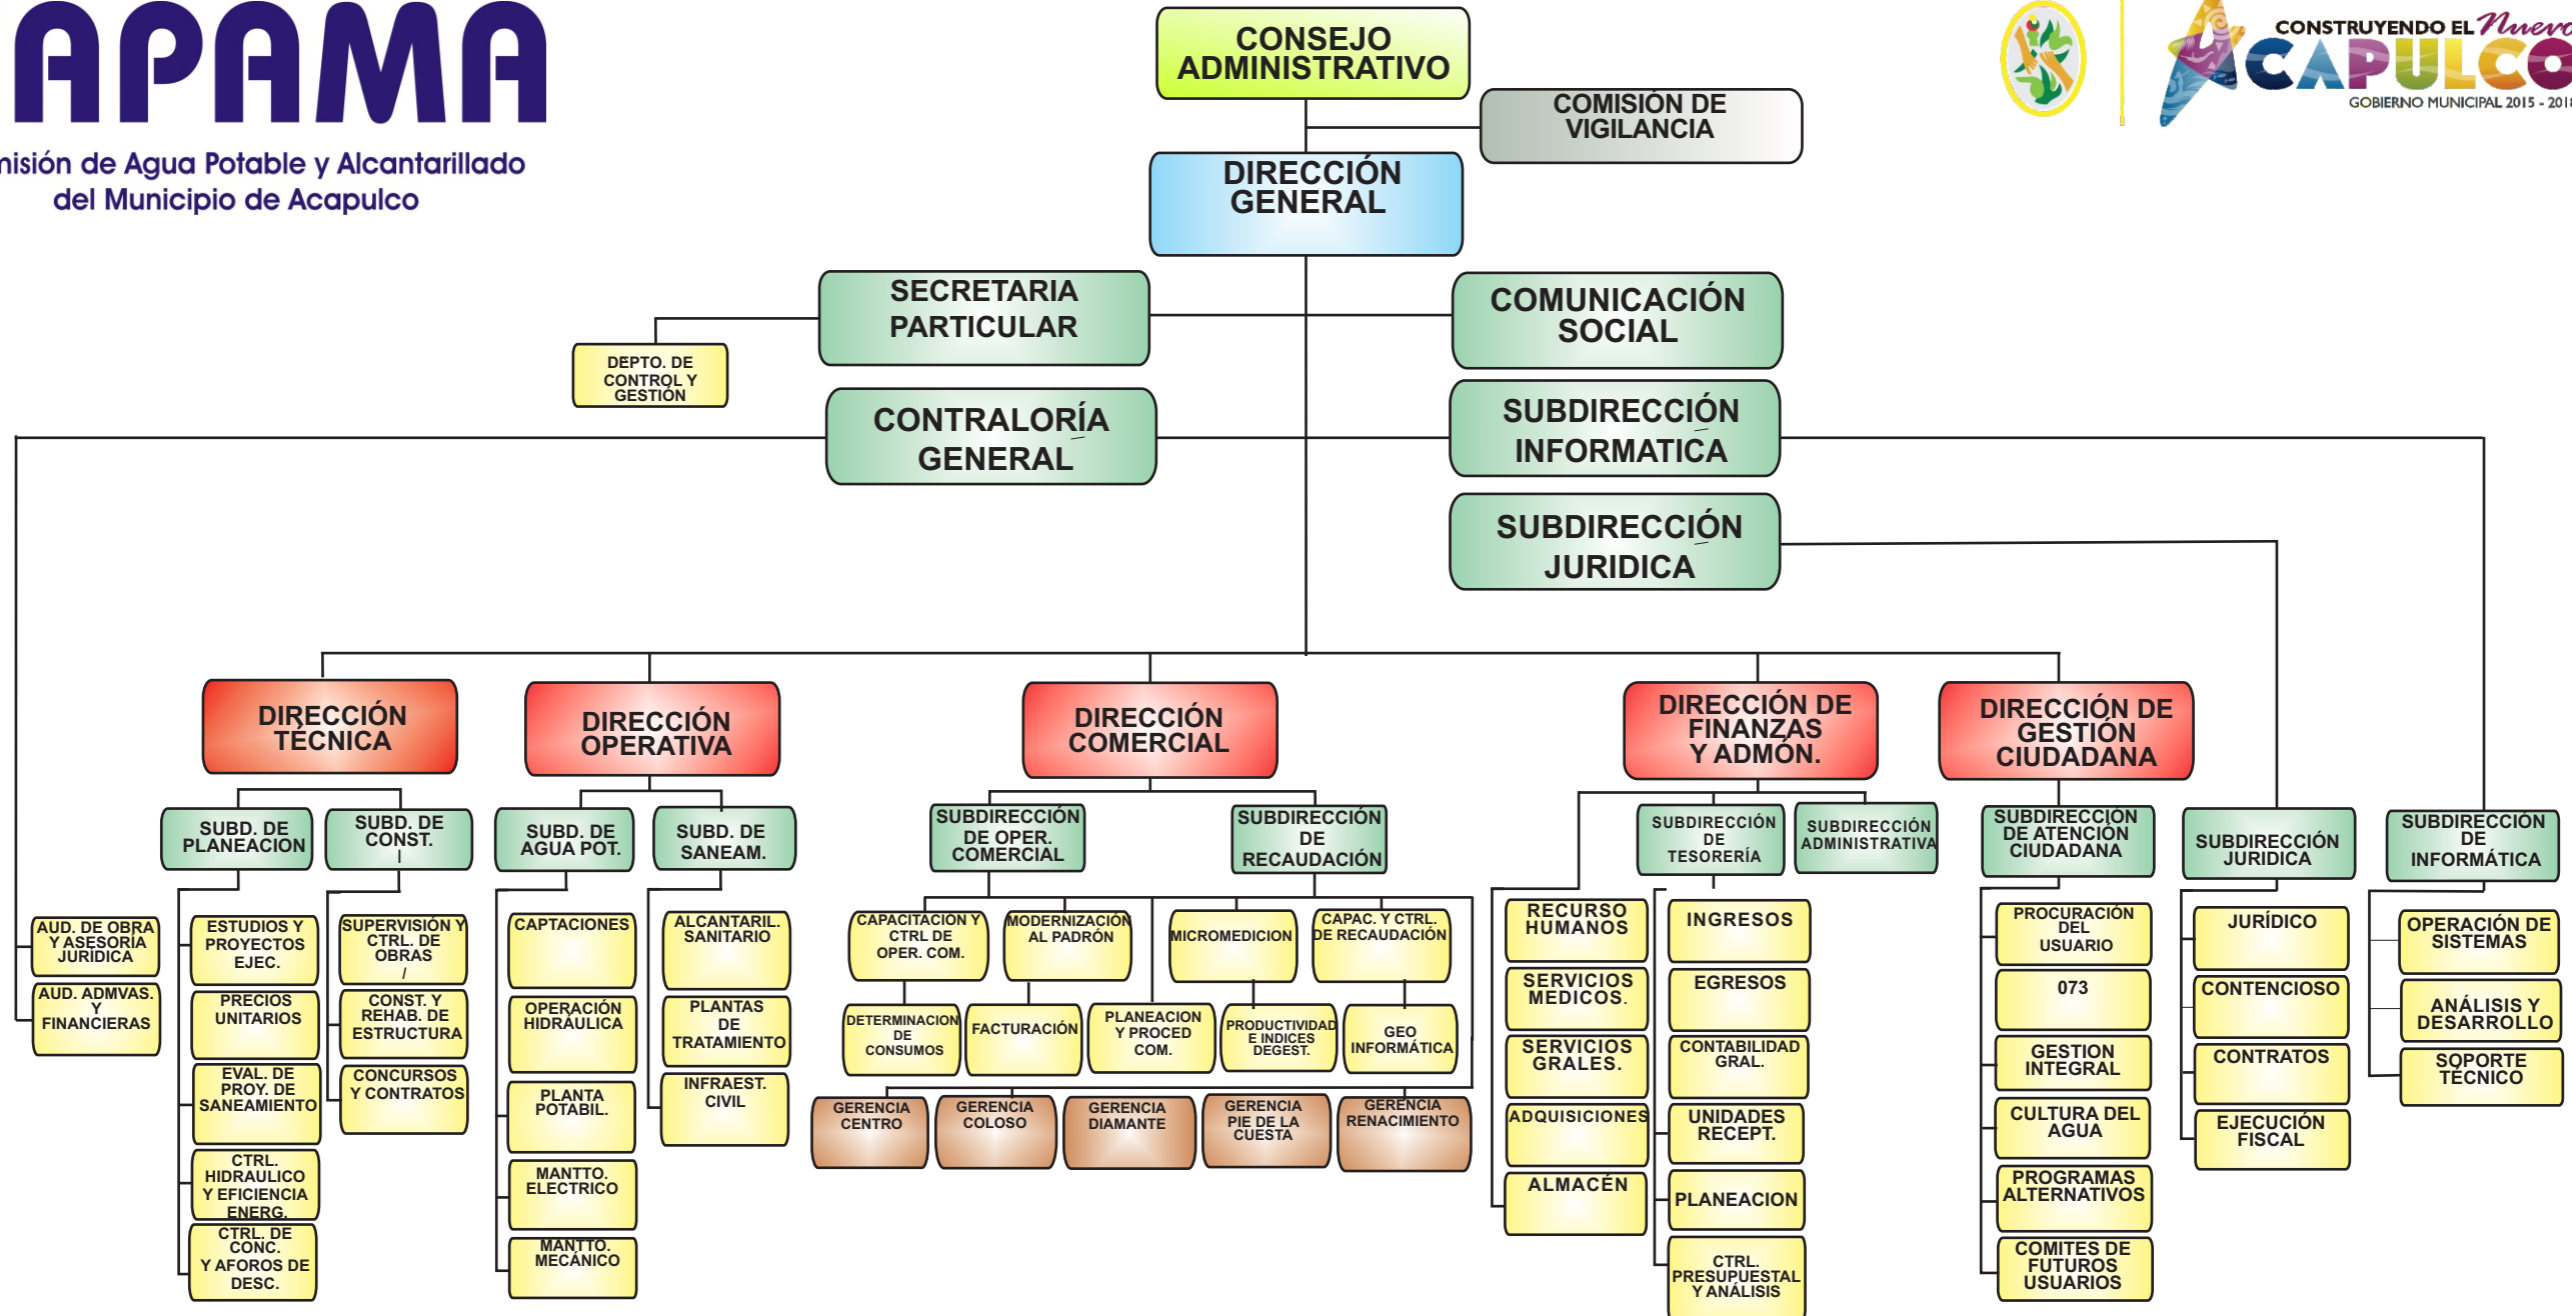 APAMA
misión de Agua Potable y Alcantarillado
del Municipio de Acapulco
CONSTRUYENDO EL Nuevo
ACAPULCO
GOBIERNO MUNICIPAL 2015 - 2018
CONSEJO
ADMINISTRATIVO
COMISIÓN DE
VIGILANCIA
DIRECCIÓN
GENERAL
SECRETARIA
PARTICULAR
COMUNICACIÓN
SOCIAL
DEPTO. DE
CONTROL Y
GESTIÓN
CONTRALORÍA
GENERAL
SUBDIRECCIÓN
INFORMATICA
SUBDIRECCIÓN
JURIDICA
DIRECCIÓN
TÉCNICA
DIRECCIÓN
OPERATIVA
DIRECCIÓN
COMERCIAL
DIRECCIÓN DE
FINANZAS
Y ADMÓN.
DIRECCIÓN DE
GESTIÓN
CIUDADANA
SUBD. DE
PLANEACION
SUBD. DE
CONST.
SUBD. DE
AGUA POT.
SUBD. DE
SANEAM.
SUBDIRECCIÓN
DE OPER.
COMERCIAL
SUBDIRECCIÓN
DE
RECAUDACIÓN
SUBDIRECCIÓN
DE
TESORERÍA
SUBDIRECCIÓN
ADMINISTRATIVA
SUBDIRECCIÓN
DE ATENCIÓN
CIUDADANA
SUBDIRECCIÓN
JURIDICA
SUBDIRECCIÓN
DE
INFORMÁTICA
AUD. DE OBRA
Y ASESORÍA
JURÍDICA
AUD. ADMVAS.
Y
FINANCIERAS
ESTUDIOS Y
PROYECTOS
EJEC.
PRECIOS
UNITARIOS
EVAL. DE
PROY. DE
SANEAMIENTO
CTRL.
HIDRAULICO
Y EFICIENCIA
ENERG.
CTRL. DE
CONC.
Y AFOROS DE
DESC.
SUPERVISIÓN Y
CTRL. DE
OBRAS
/
CONST. Y
REHAB. DE
ESTRUCTURA
CONCURSOS
Y CONTRATOS
CAPTACIONES
OPERACIÓN
HIDRÁULICA
PLANTA
POTABIL.
MANTTO.
ELECTRICO
MANTTO.
MECÁNICO
ALCANTARIL.
SANITARIO
PLANTAS
DE
TRATAMIENTO
INFRAEST.
CIVIL
CAPACITACION Y
CTRL DE
OPER. COM.
MODERNIZACIÓN
AL PADRÓN
MICROMEDICION
CAPAC. Y CTRL.
DE RECAUDACIÓN
DETERMINACION
DE
CONSUMOS
FACTURACIÓN
PLANEACION
Y PROCED
COM.
PRODUCTIVIDAD
E INDICES
DEGEST.
GEO
INFORMÁTICA
GERENCIA
CENTRO
GERENCIA
COLOSO
GERENCIA
DIAMANTE
GERENCIA
PIE DE LA
CUESTA
GERENCIA
RENACIMIENTO
RECURSO
HUMANOS
SERVICIOS
MEDICOS.
SERVICIOS
GRALES.
ADQUISICIONES
ALMACÉN
INGRESOS
EGRESOS
CONTABILIDAD
GRAL.
UNIDADES
RECEPT.
PLANEACION
CTRL.
PRESUPUESTAL
Y ANÁLISIS
PROCURACIÓN
DEL
USUARIO
073
GESTION
INTEGRAL
CULTURA DEL
AGUA
PROGRAMAS
ALTERNATIVOS
COMITES DE
FUTUROS
USUARIOS
JURÍDICO
CONTENCIOSO
CONTRATOS
EJECUCIÓN
FISCAL
OPERACIÓN DE
SISTEMAS
ANÁLISIS Y
DESARROLLO
SOPORTE
TÉCNICO